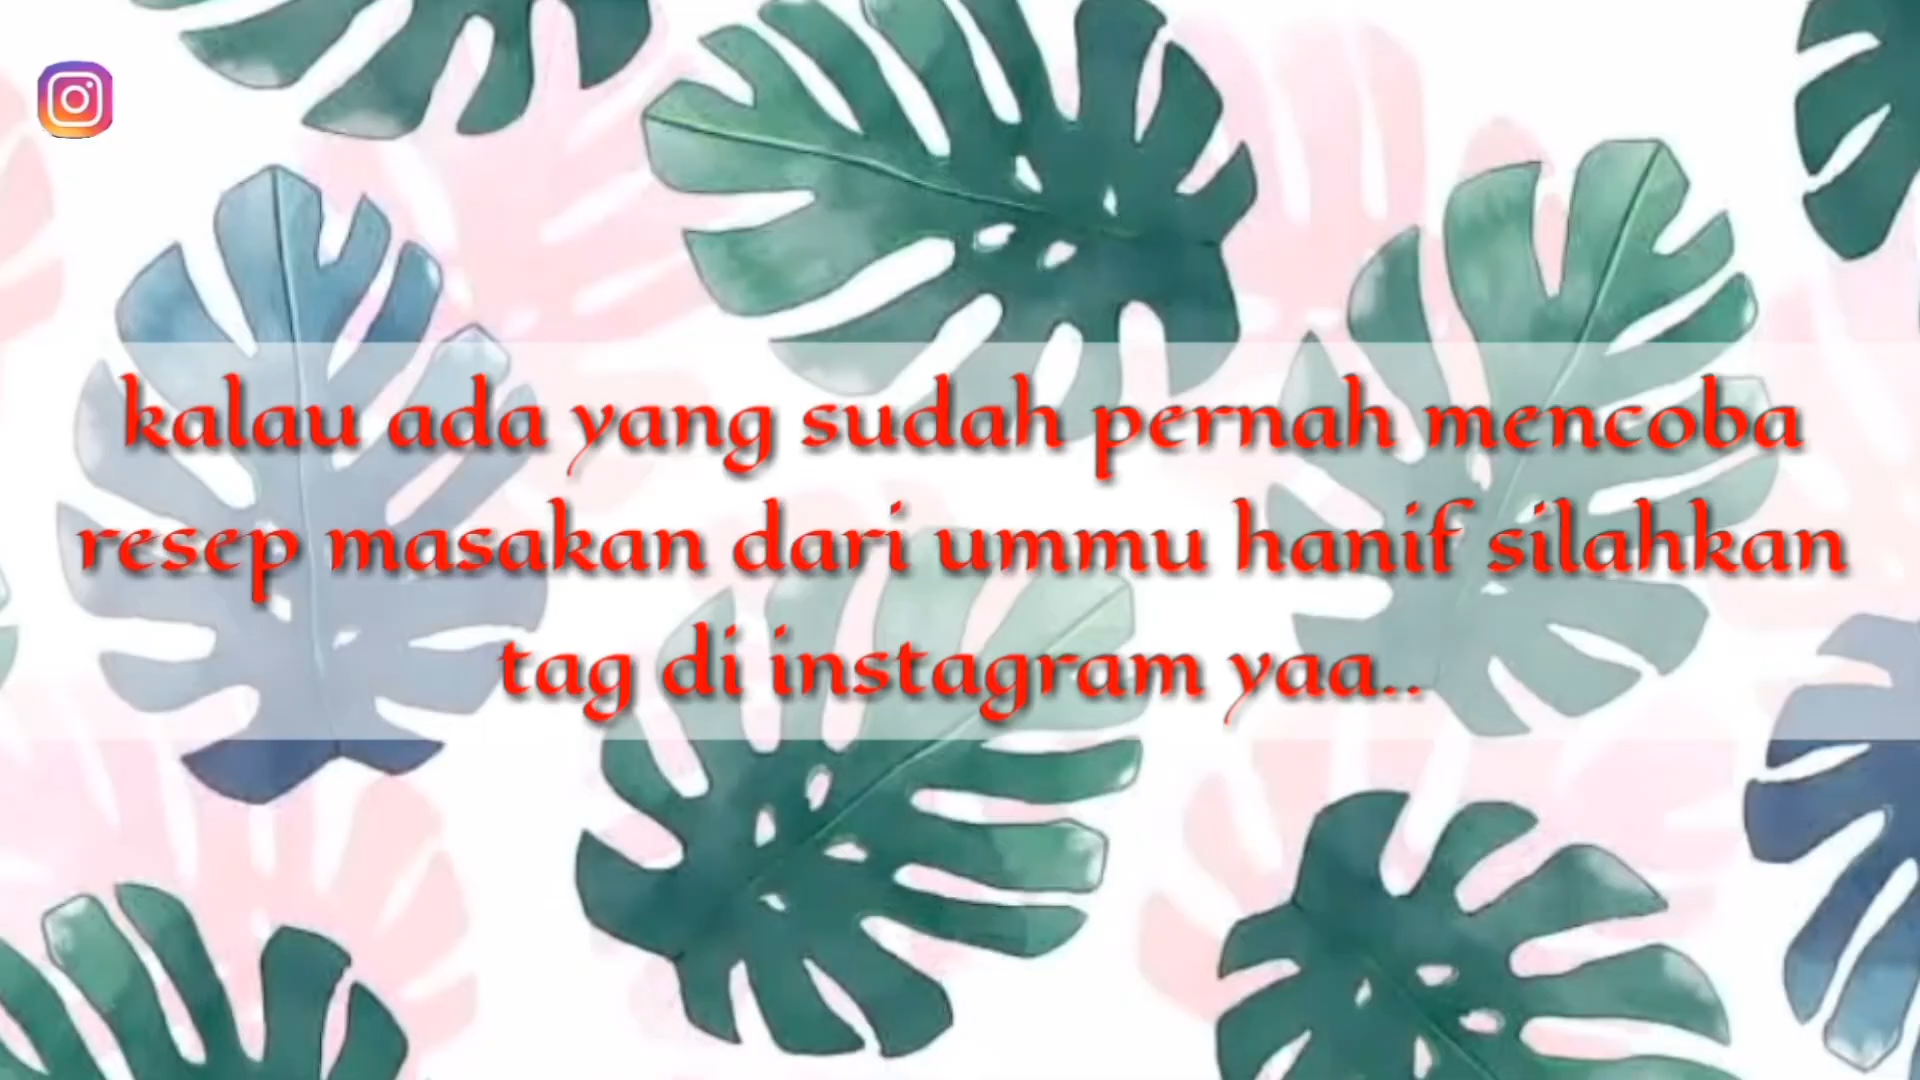 kalau ada yang sudah pernah mencoba
resep masakan dari ummu hanif silahkan
tag di instagram yaa..